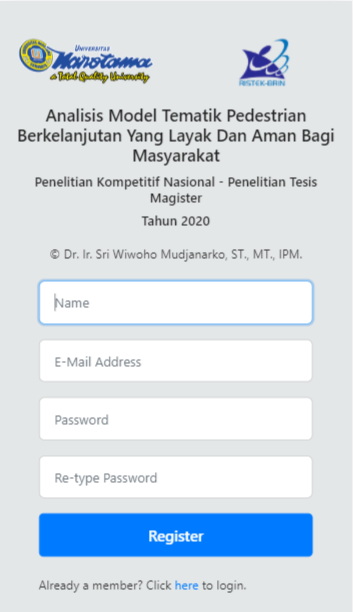 Universitas
Narotama
a Total Quality University
RISTEK-BRIN
Analisis Model Tematik Pedestrian
Berkelanjutan Yang Layak Dan Aman Bagi
Masyarakat
Penelitian Kompetitif Nasional - Penelitian Tesis
Magister
Tahun 2020
© Dr. Ir. Sri Wiwoho Mudjanarko, ST., MT., IPM.
Name
E-Mail Address
Password
Re-type Password
Register
Already a member? Click here to login.